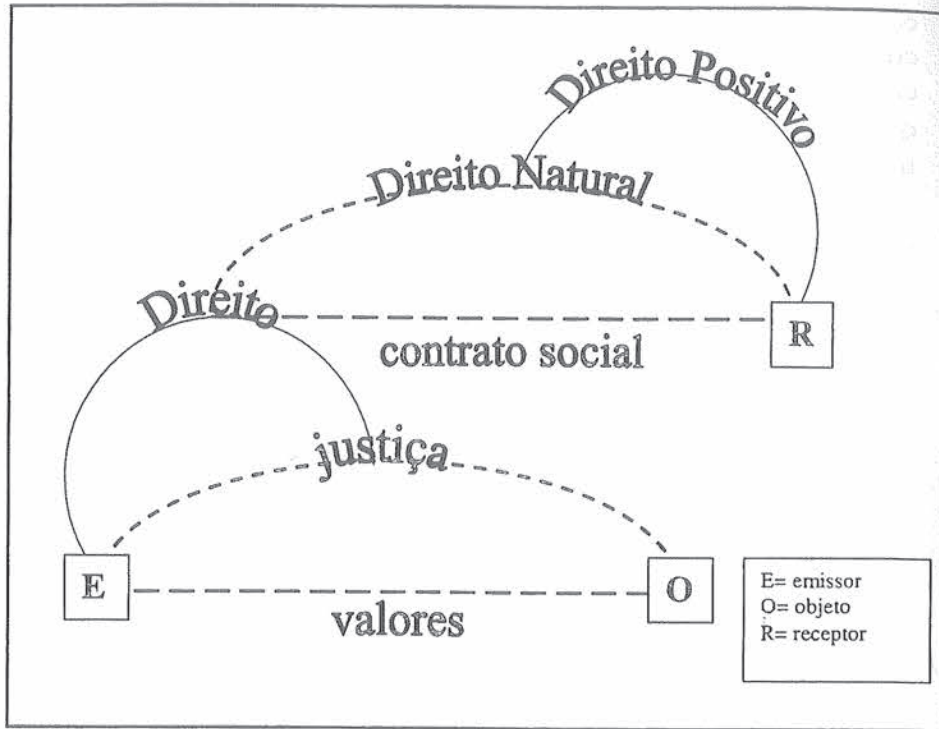 Direito Positivo
Direito Natural
Direito
contrato social
R
justiça
E
O
valores
E= emissor
O= objeto
R= receptor